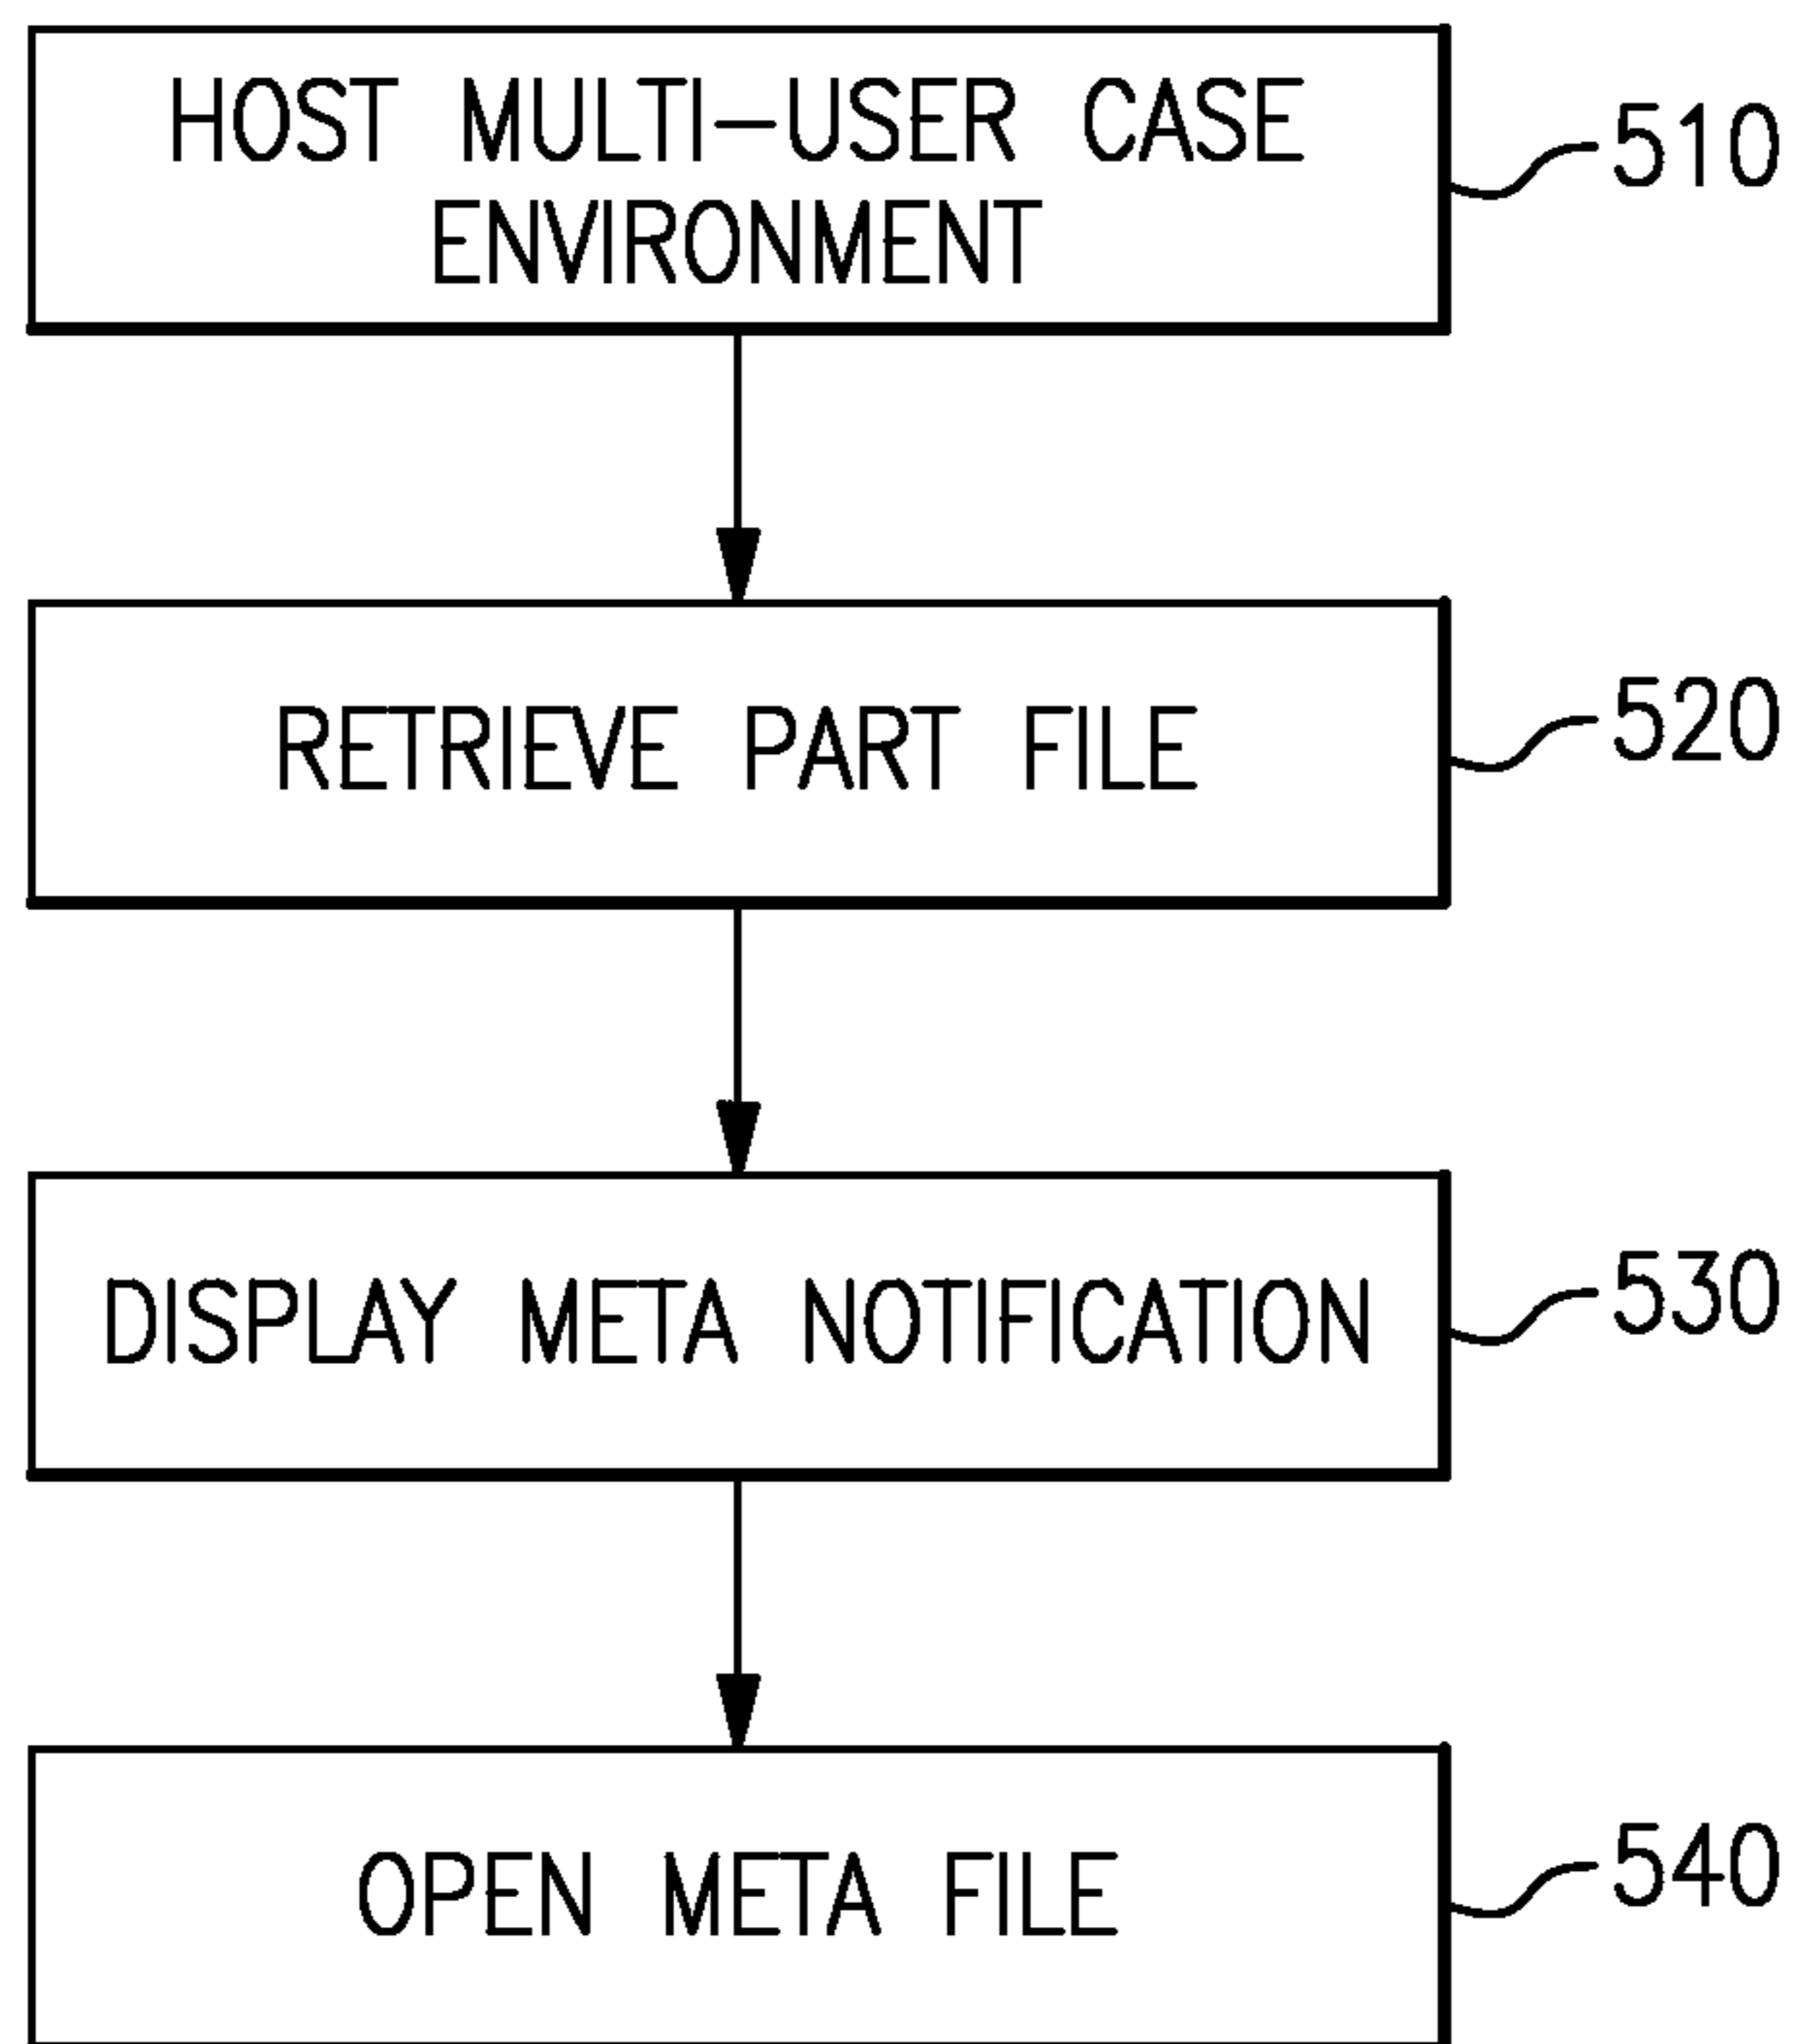 HOST MULTI-USER CASE
ENVIRONMENT
510
RETRIEVE PART FILE
520
DISPLAY META NOTIFICATION
530
OPEN META FILE
540